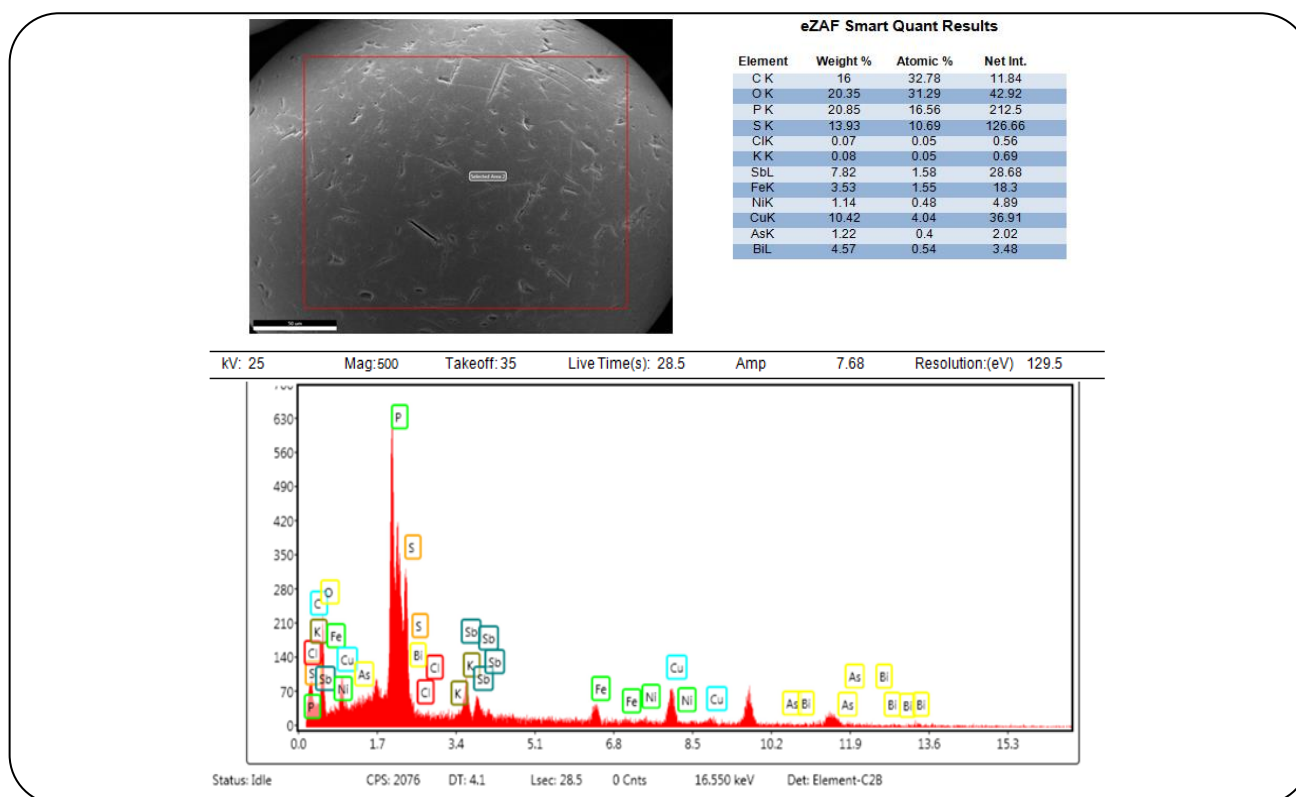 eZAF Smart Quant Results
Element Weight % Atomic % Net Int.
C K 16 32.78 11.84
O K 20.35 31.29 42.92
P K 20.85 16.56 212.5
S K 13.93 10.69 126.66
ClK 0.07 0.05 0.56
K K 0.08 0.05 0.69
SbL 7.82 1.58 28.68
FeK 3.53 1.55 18.3
NiK 1.14 0.48 4.89
CuK 10.42 4.04 36.91
AsK 1.22 0.4 2.02
BiL 4.57 0.54 3.48
Selected Area 2
50 um
kV: 25 Mag:500 Takeoff: 35 Live Time(s): 28.5 Amp 7.68 Resolution:(eV) 129.5
700
630
560
490
420
350
280
210
140
70
0
P
S
O
C
K Fe
S Sb Sb
Cl Cu Bi Cl K Sb Cu
S Sb As
Ni Cl K Sb Fe Fe Ni Ni Cu As Bi As As Bi Bi Bi Bi
P
0.0 1.7 3.4 5.1 6.8 8.5 10.2 11.9 13.6 15.3
Status: Idle CPS: 2076 DT: 4.1 Lsec: 28.5 0 Cnts 16.550 keV Det: Element-C2B